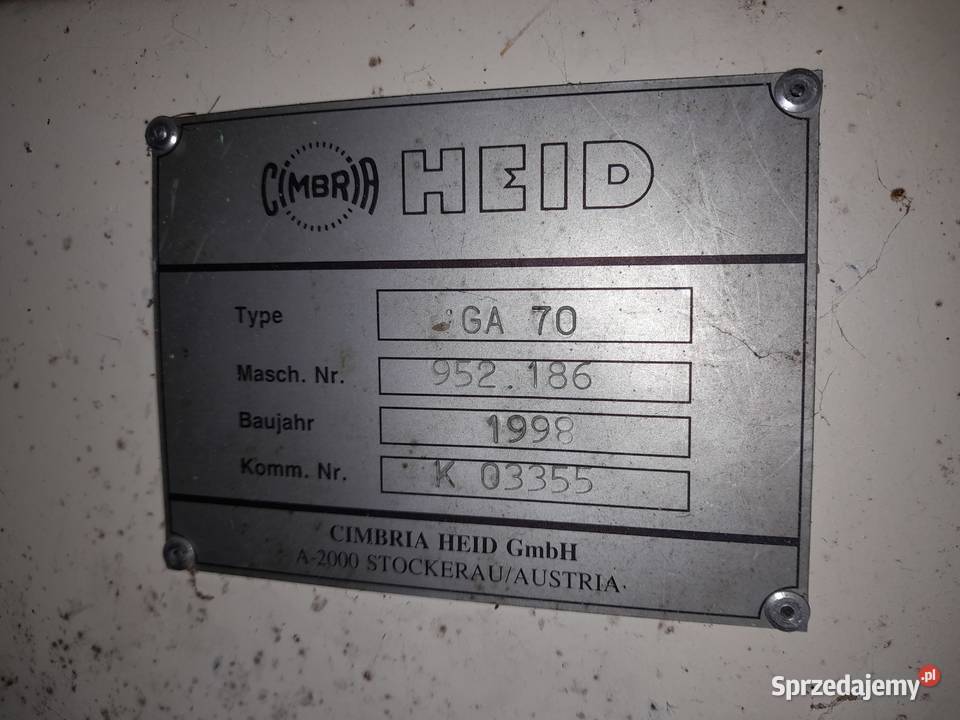 CIMBRIA HEID
Type GA 70
Masch. Nr. 952.186
Baujahr 1998
Komm. Nr. K 03355
CIMBRIA HEID GmbH
A-2000 STOCKERAU/AUSTRIA
Sprzedajemy.pl